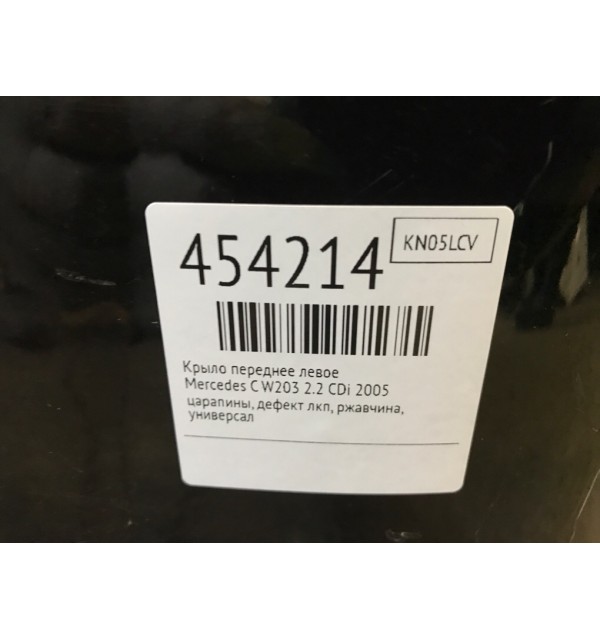 454214
KN05LCV
Крыло переднее левое
Mercedes C W203 2.2 CDi 2005
царапины, дефект лкп, ржавчина,
универсал